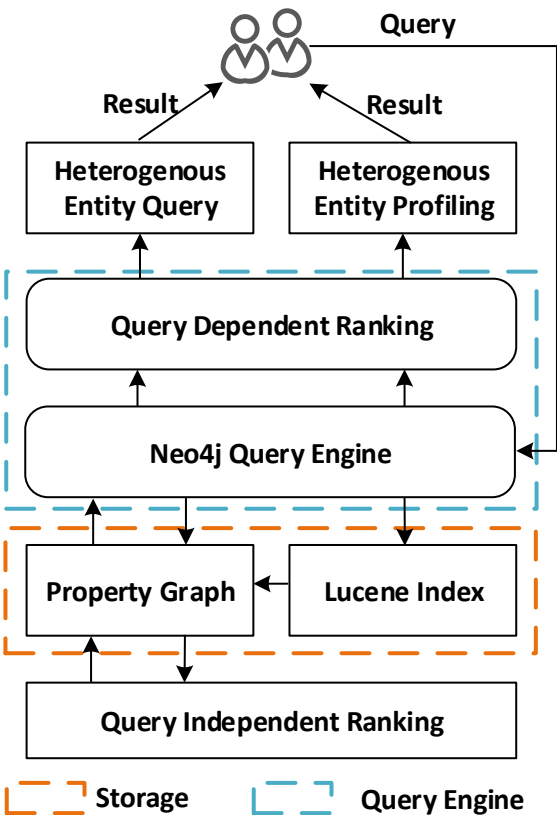 Query
Result
Result
Heterogenous
Entity Query
Heterogenous
Entity Profiling
Query Dependent Ranking
Neo4j Query Engine
Property Graph
Lucene Index
Query Independent Ranking
Storage
Query Engine